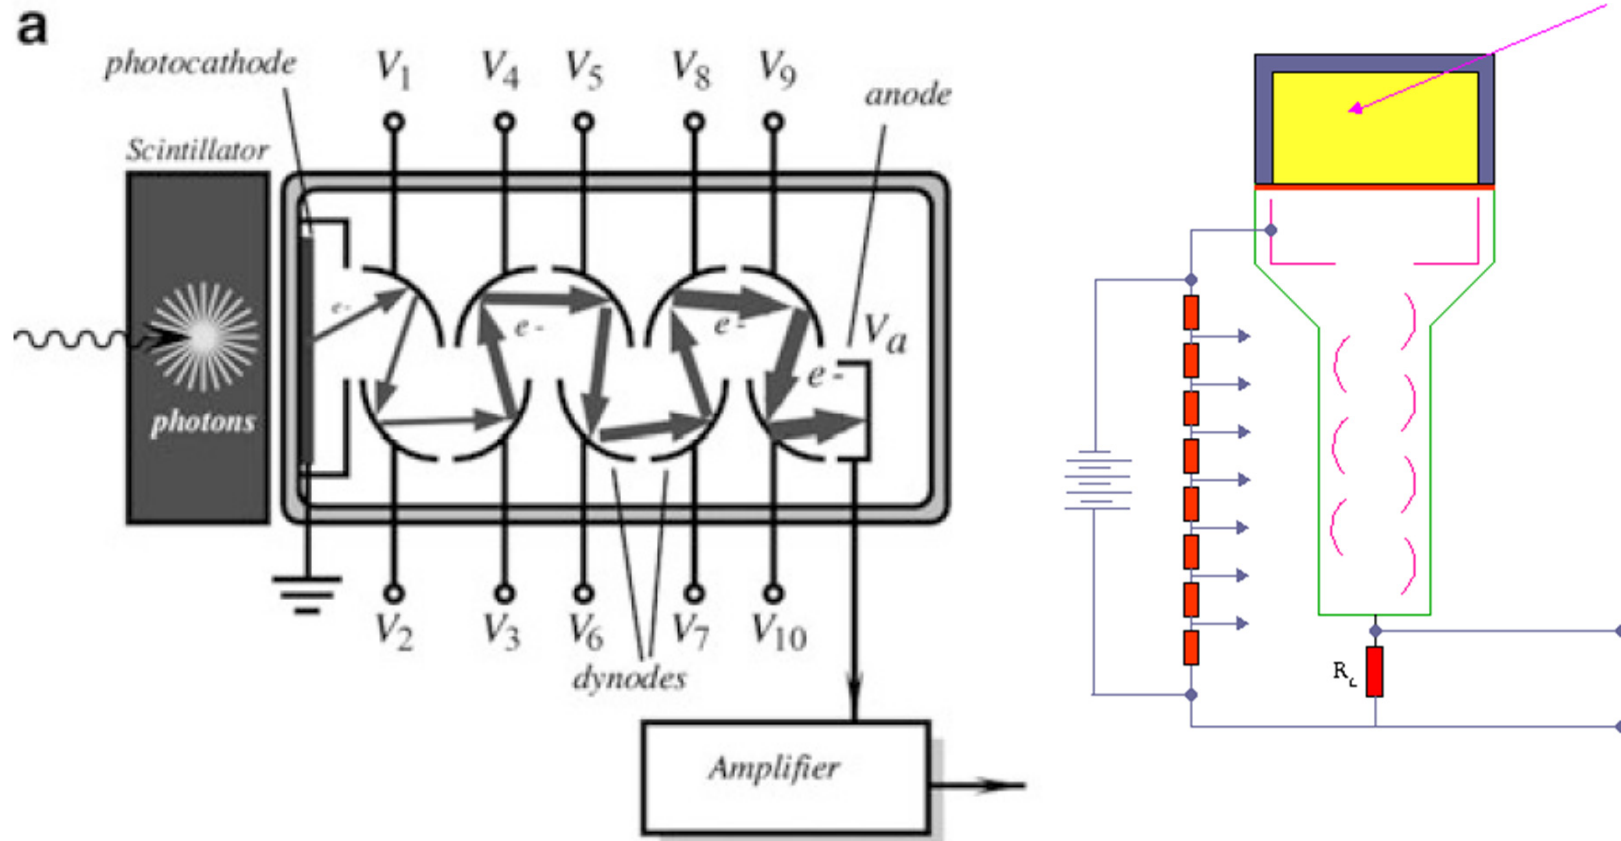 a
photocathode
V1 V4 V5 V8 V9
anode
Scintillator
e-
e -
e -
Va
e -
photons
V2 V3 V6 V7 V10
dynodes
RL
Amplifier